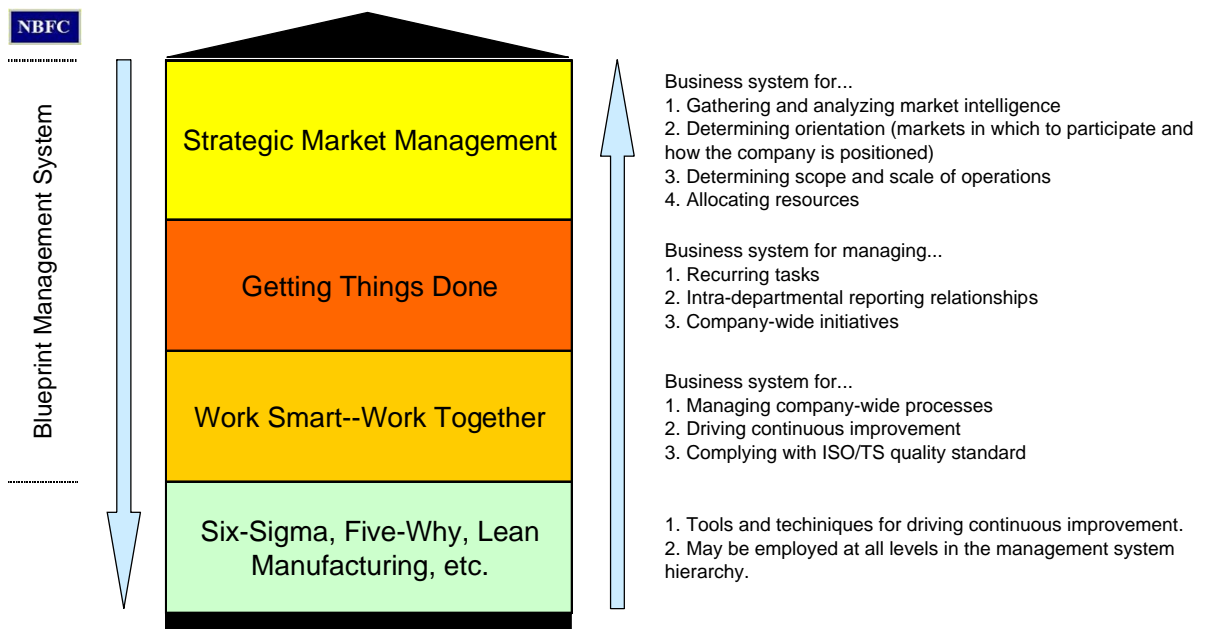 NBFC
Blueprint Management System
Strategic Market Management
Business system for...
1. Gathering and analyzing market intelligence
2. Determining orientation (markets in which to participate and
how the company is positioned)
3. Determining scope and scale of operations
4. Allocating resources
Getting Things Done
Business system for managing...
1. Recurring tasks
2. Intra-departmental reporting relationships
3. Company-wide initiatives
Work Smart--Work Together
Business system for...
1. Managing company-wide processes
2. Driving continuous improvement
3. Complying with ISO/TS quality standard
Six-Sigma, Five-Why, Lean
Manufacturing, etc.
1. Tools and techiniques for driving continuous improvement.
2. May be employed at all levels in the management system
hierarchy.